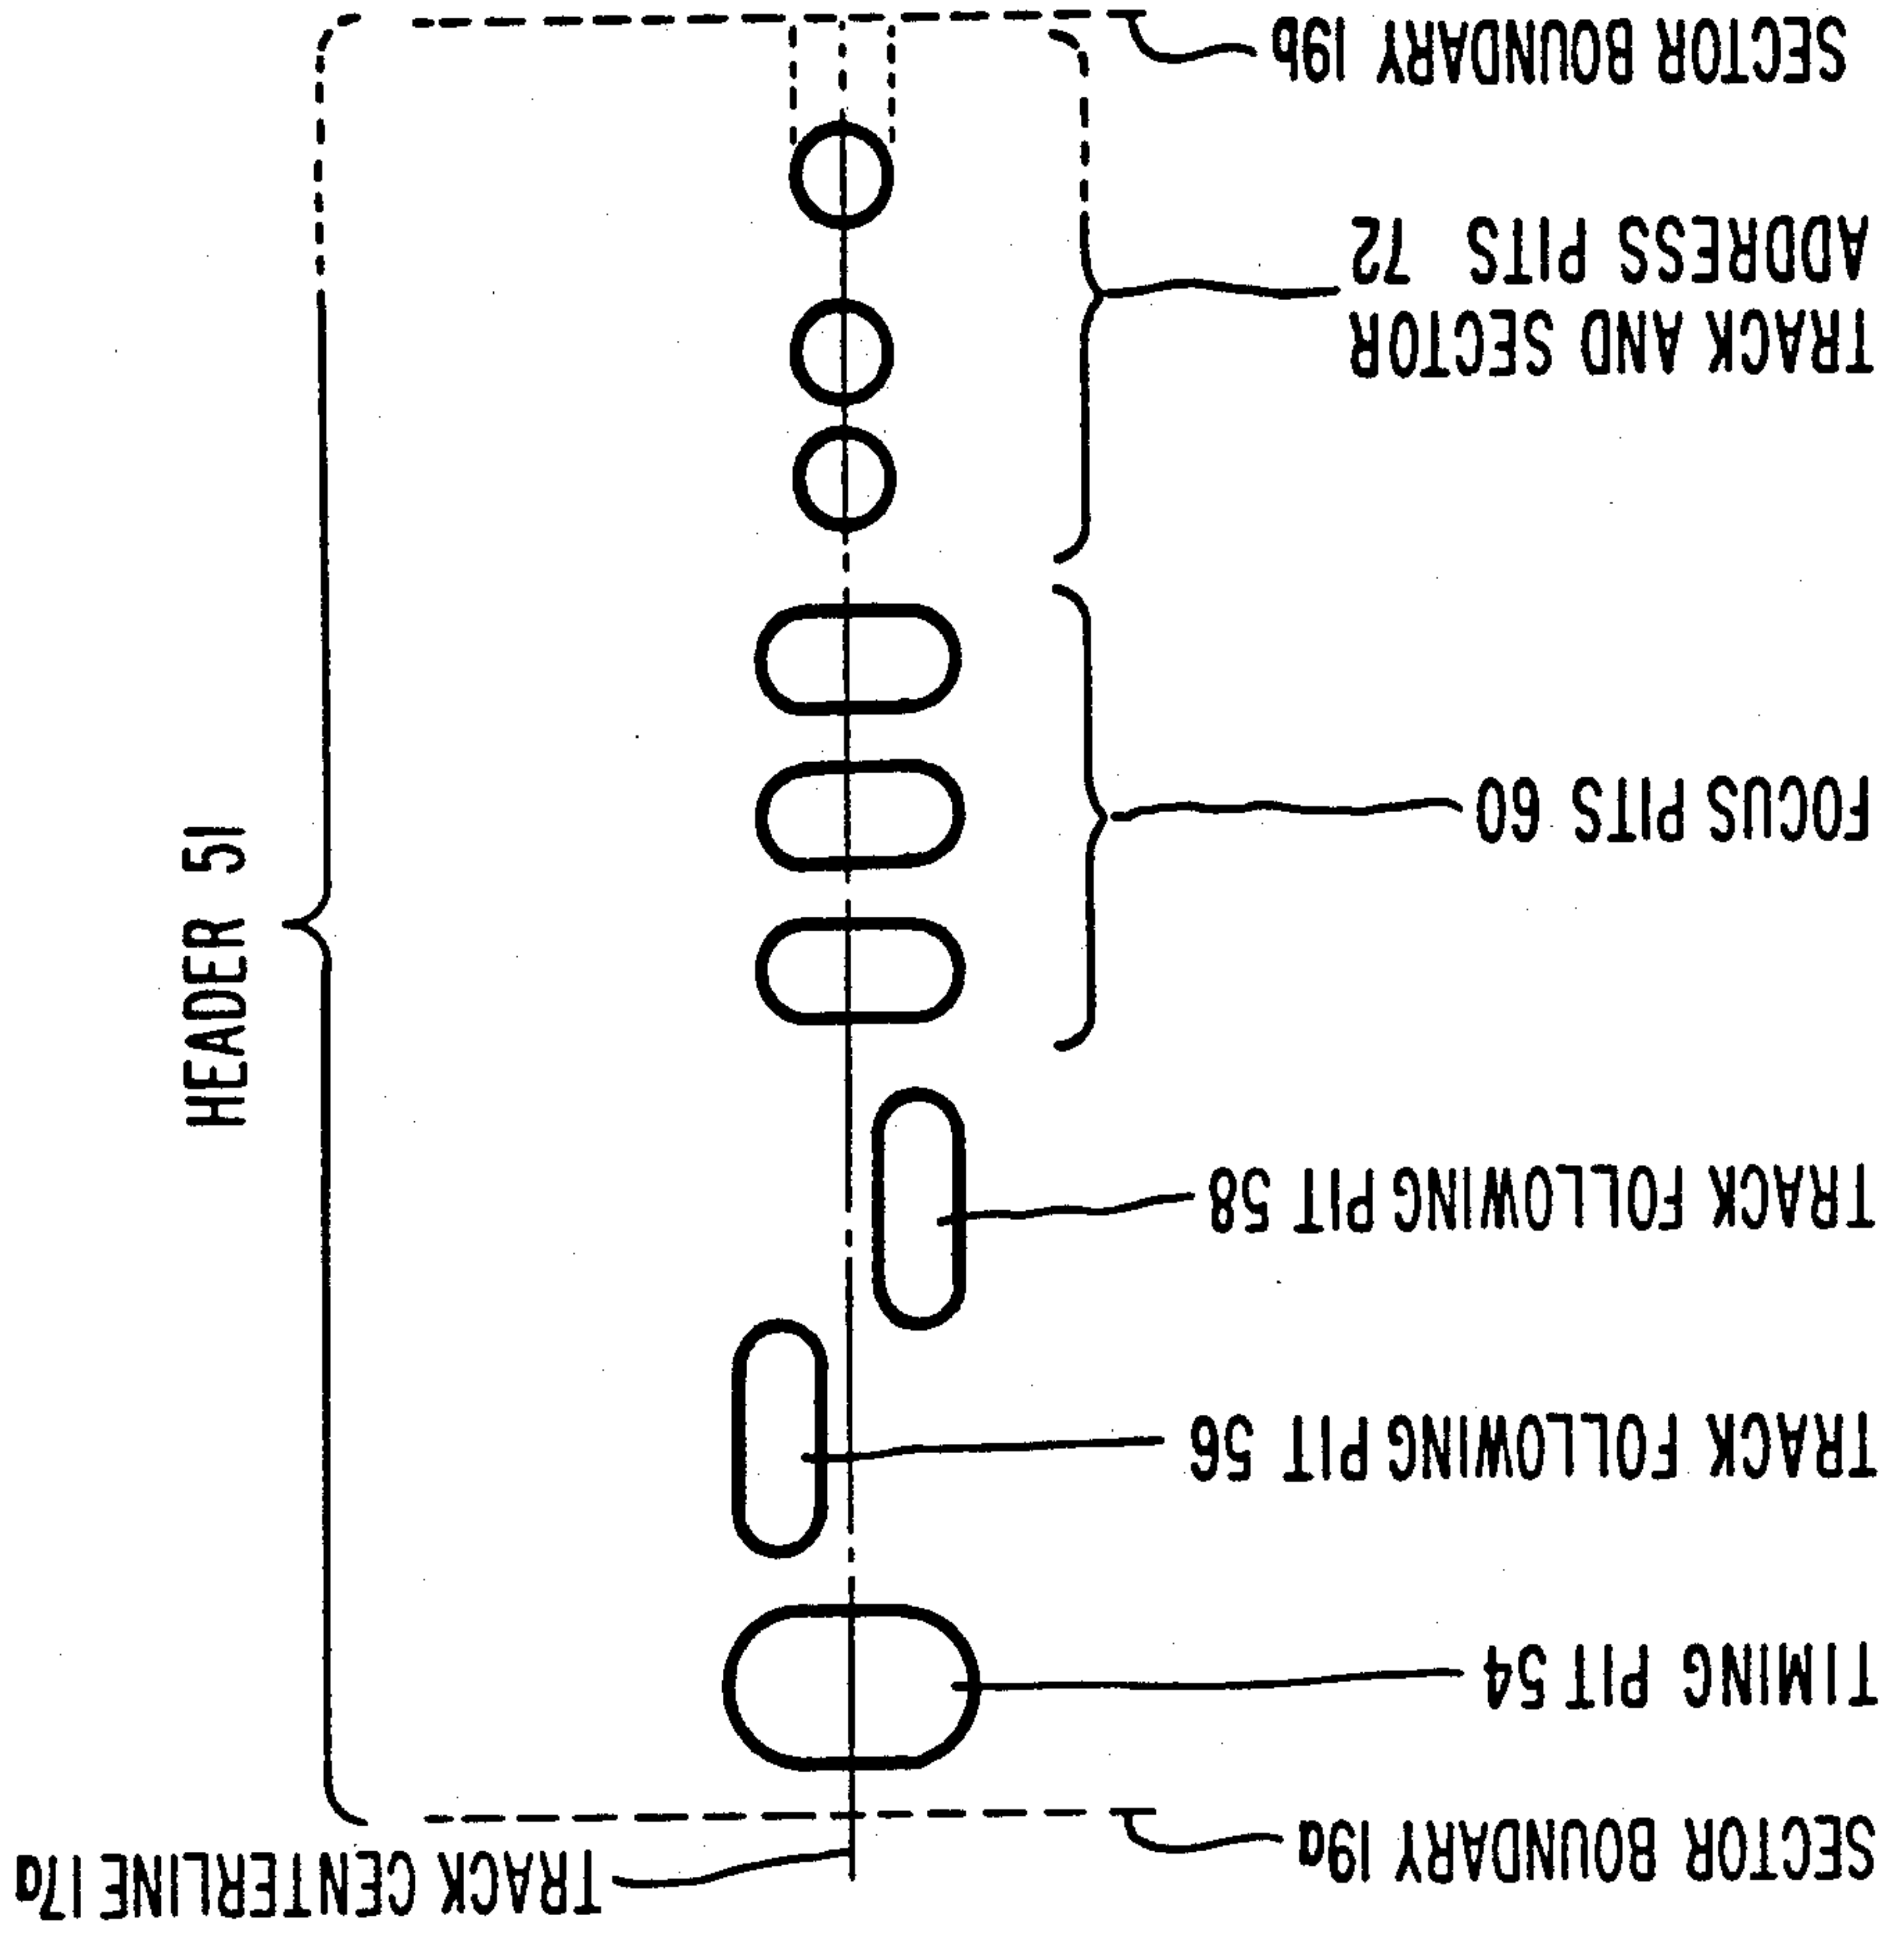 TRACK CENTERLINE 17a
SECTOR BOUNDARY 19a
TIMING PIT 54
TRACK FOLLOWING PIT 56
TRACK FOLLOWING PIT 58
FOCUS PITS 60
TRACK AND SECTOR
ADDRESS PITS 72
SECTOR BOUNDARY 19b
HEADER 51